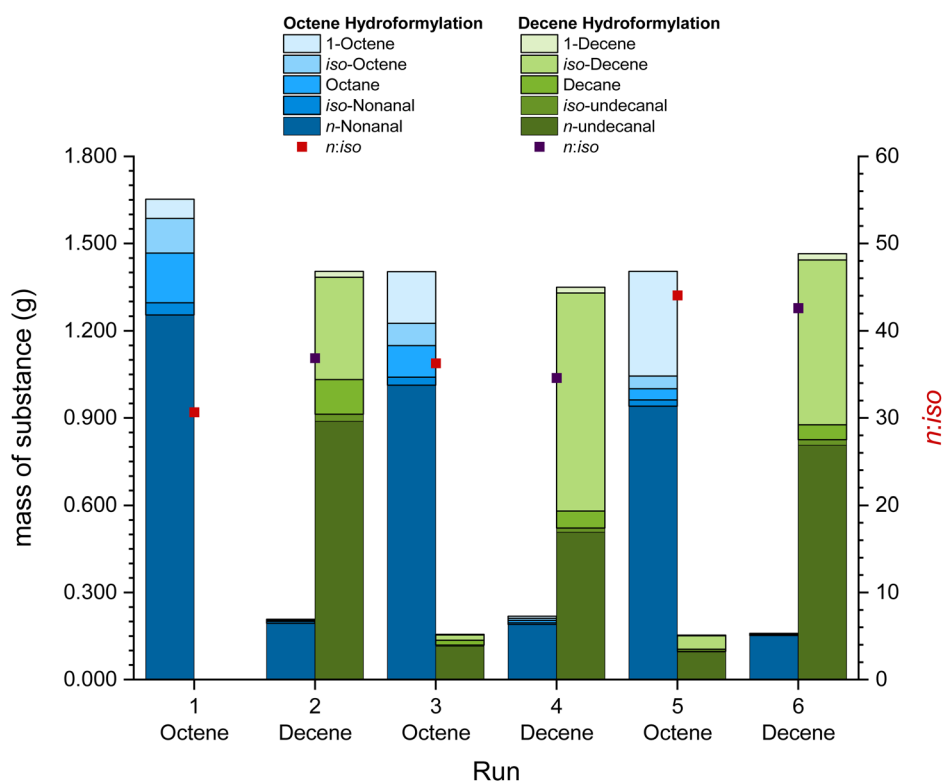 Octene Hydroformylation
1-Octene
iso-Octene
Octane
iso-Nonanal
n-Nonanal
n:iso
Decene Hydroformylation
1-Decene
iso-Decene
Decane
iso-undecanal
n-undecanal
n:iso
mass of substance (g)
1.800
1.500
1.200
0.900
0.600
0.300
0.000
60
50
40
30
20
10
0
n:iso
1 2 3 4 5 6
Octene Decene Octene Decene Octene Decene
Run